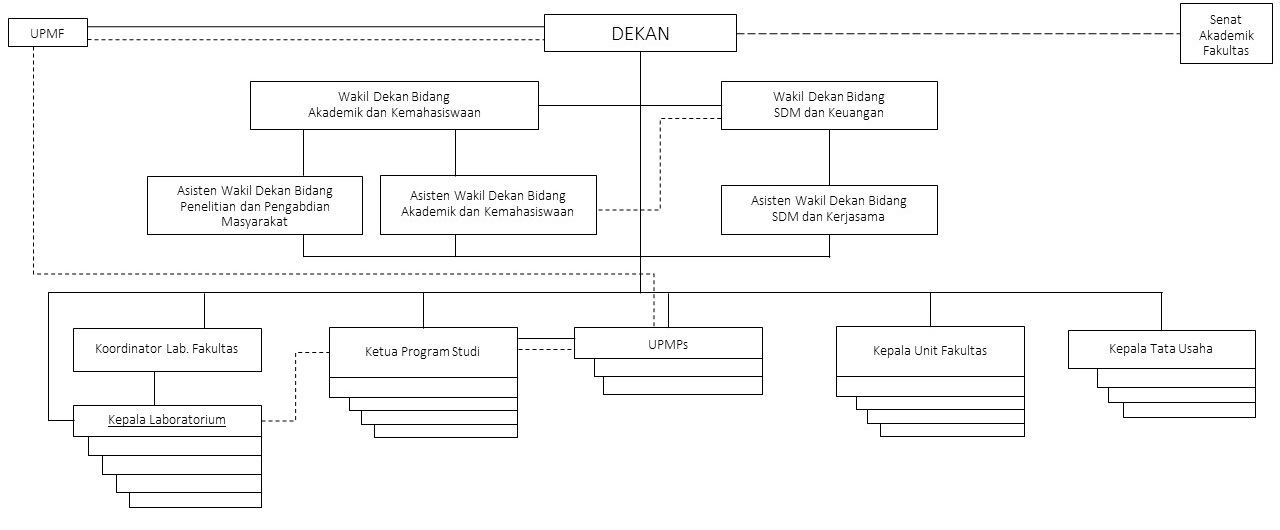 UPMF
DEKAN
Senat
Akademik
Fakultas
Wakil Dekan Bidang
Akademik dan Kemahasiswaan
Wakil Dekan Bidang
SDM dan Keuangan
Asisten Wakil Dekan Bidang
Penelitian dan Pengabdian
Masyarakat
Asisten Wakil Dekan Bidang
Akademik dan Kemahasiswaan
Asisten Wakil Dekan Bidang
SDM dan Kerjasama
Koordinator Lab. Fakultas
Ketua Program Studi
UPMPs
Kepala Unit Fakultas
Kepala Tata Usaha
Kepala Laboratorium